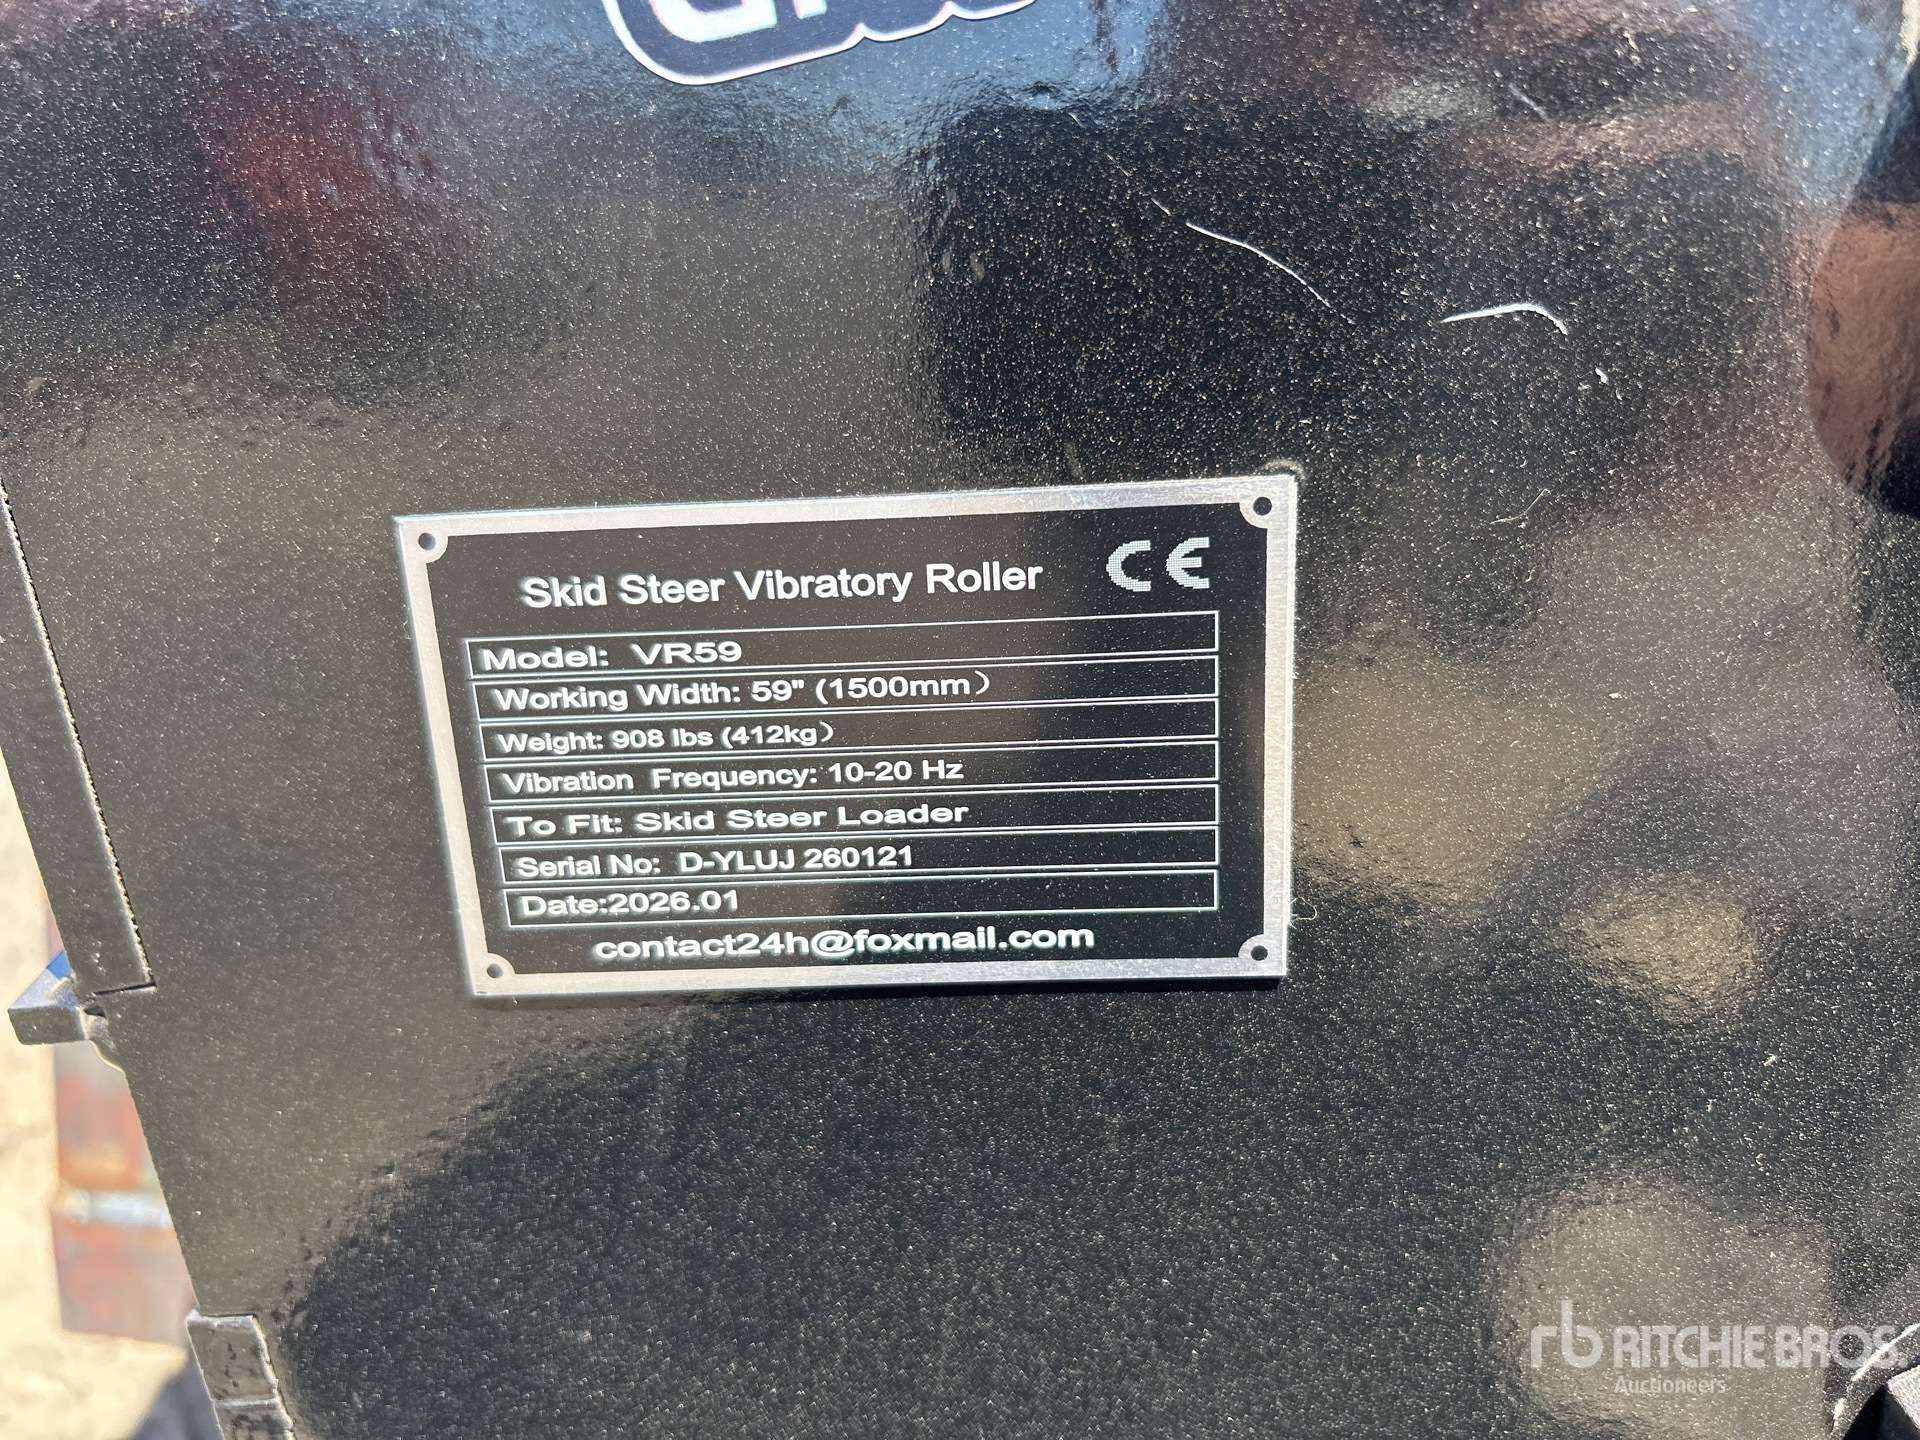 Skid Steer Vibratory Roller CE
Model: VR59
Working Width: 59" (1500mm）
Weight: 908 lbs (412kg）
Vibration Frequency: 10-20 Hz
To Fit: Skid Steer Loader
Serial No: D-YLUJ 260121
Date:2026.01
contact24h@foxmail.com
rb RITCHIE BROS.
Auctioneers